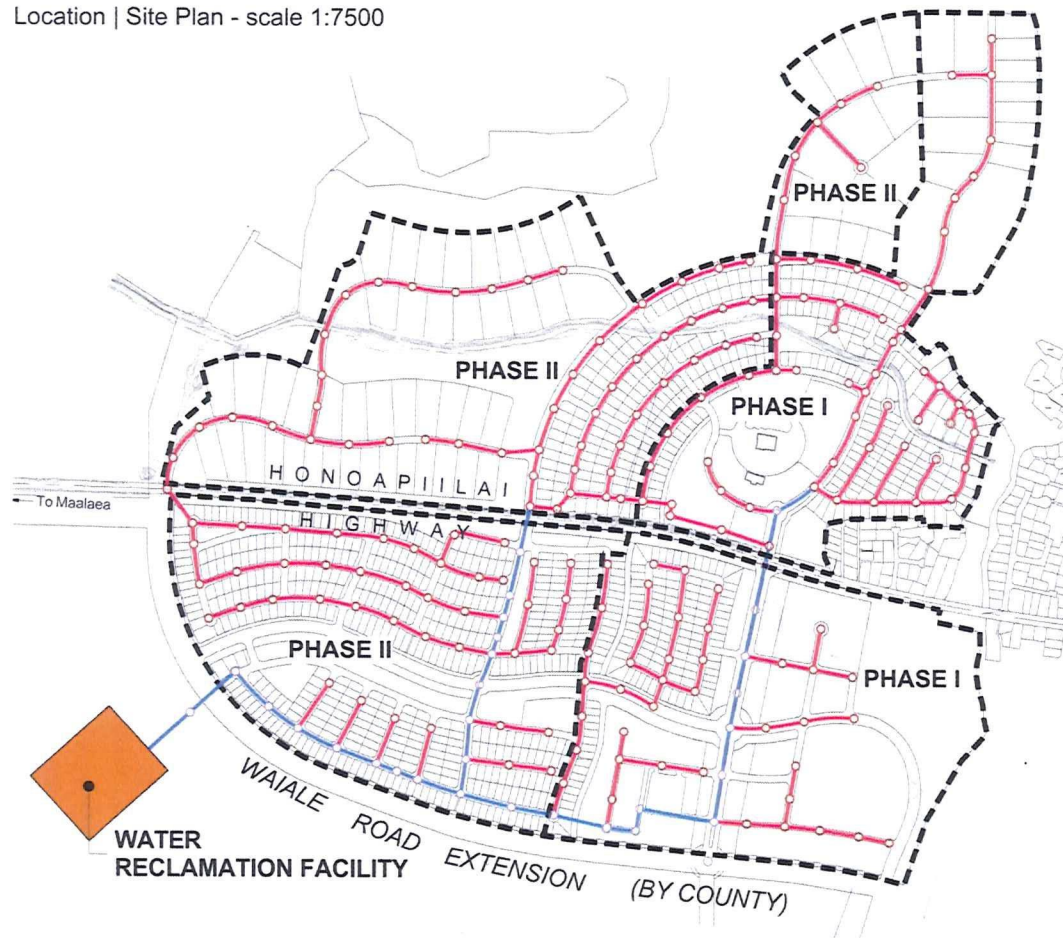 Location | Site Plan - scale 1:7500
PHASE II
PHASE II
PHASE I
HONOAPIILAI
To Maalaea
HIGHWAY
PHASE II
PHASE I
WAIALE ROAD EXTENSION (BY COUNTY)
WATER
RECLAMATION FACILITY